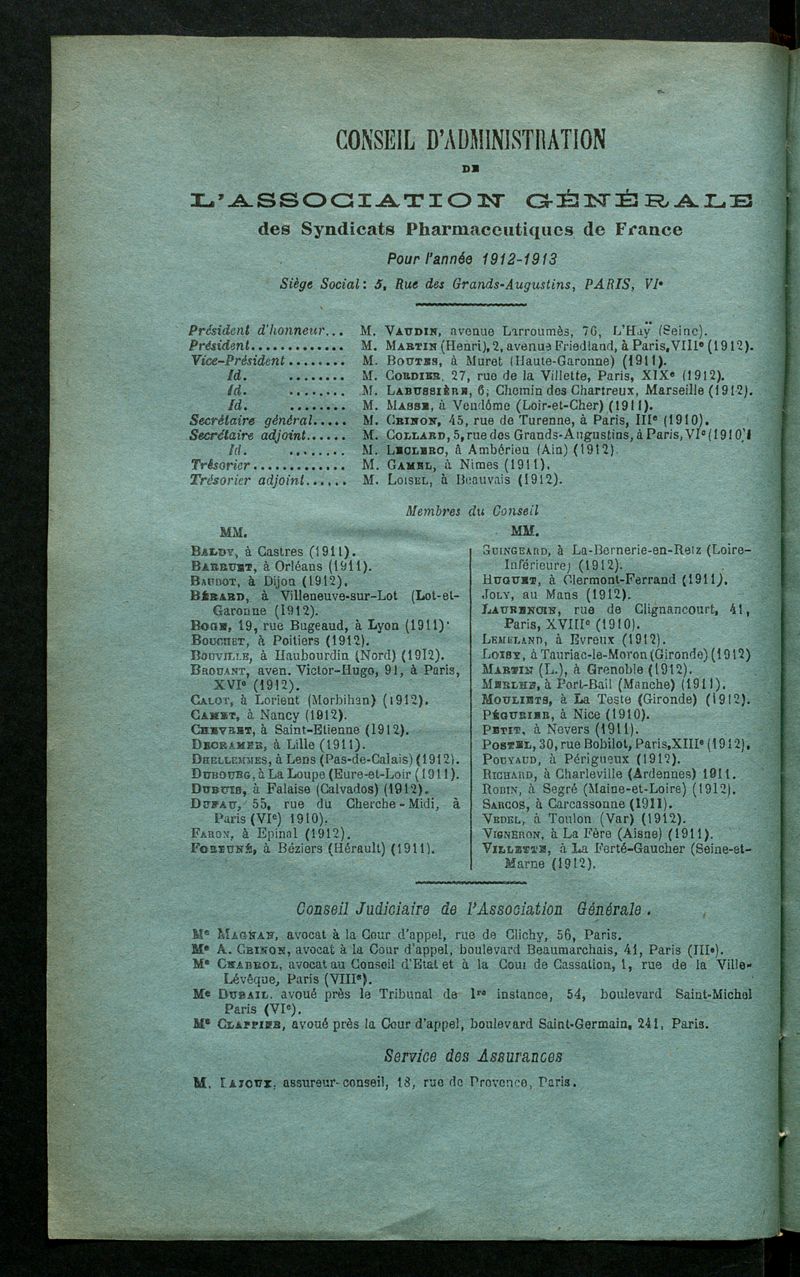 CONSEIL D'ADMINISTRATION
DE
L'ASSOCIATION GÉNÉRALE
des Syndicats Pharmaceutiques de France
Pour l'année 1912-1913
Siège Social: 5, Rue des Grands-Augustins, PARIS, VIe
Président d'honneur... M. VAUDIN, avenue Larroumès, 76, L'Haÿ (Seine).
Président............. M. MARTIN (Henri), 2, avenue Friedland, à Paris, VIIIe (1912).
Vice-Président........ M. BOUTES, à Muret (Haute-Garonne) (1911).
Id. ........ M. CORDIER, 27, rue de la Villette, Paris, XIXe (1912).
Id. ........ M. LABUSSIÈRE, 6, Chemin des Chartreux, Marseille (1912).
Id. ........ M. MASSE, à Vendôme (Loir-et-Cher) (1911).
Secrétaire général..... M. CRINON, 45, rue de Turenne, à Paris, IIIe (1910).
Secrétaire adjoint...... M. COLLARD, 5, rue des Grands-Augustins, à Paris, VIe (1910)
Id. ........ M. LECLERC, à Ambérieu (Ain) (1912)
Trésorier............. M. GAMEL, à Nîmes (1911).
Trésorier adjoint...... M. LOISEL, à Beauvais (1912).
Membres du Conseil
MM.
BALDY, à Castres (1911).
BARRUET, à Orléans (1911).
BAUDOT, à Dijon (1912).
BÉRARD, à Villeneuve-sur-Lot (Lot-et-
Garonne (1912).
BOGE, 19, rue Bugeaud, à Lyon (1911)
BOUCHET, à Poitiers (1912).
BOUVILLE, à Haubourdin (Nord) (1912).
BROUANT, aven. Victor-Hugo, 91, à Paris,
XVIe (1912).
CALOT, à Lorient (Morbihan) (1912).
CAMET, à Nancy (1912).
CHEVRET, à Saint-Etienne (1912).
DECRAMER, à Lille (1911).
DHELLEMMES, à Lens (Pas-de-Calais) (1912).
DUBOURG, à La Loupe (Eure-et-Loir (1911).
DUBUIS, à Falaise (Calvados) (1912).
DUFAU, 55, rue du Cherche-Midi, à
Paris (VIe) 1910).
FARON, à Epinal (1912).
FORTUNÉ, à Béziers (Hérault) (1911).
MM.
GUINGEARD, à La-Bernerie-en-Retz (Loire-
Inférieure) (1912).
HUGUET, à Clermont-Ferrand (1911).
JOLY, au Mans (1912).
LAURENCIN, rue de Clignancourt, 41,
Paris, XVIIIe (1910).
LEMELAND, à Evreux (1912).
LOISY, à Tauriac-le-Moron (Gironde) (1912)
MARTIN (L.), à Grenoble (1912).
MERLHE, à Port-Bail (Manche) (1911).
MOULIETS, à La Teste (Gironde) (1912).
PÉGURIER, à Nice (1910).
PETIT, à Nevers (1911).
POSTEL, 30, rue Bobilot, Paris, XIIIe (1912),
POUYAUD, à Périgueux (1912).
RICHARD, à Charleville (Ardennes) 1911.
ROBIN, à Segré (Maine-et-Loire) (1912).
SARCOS, à Carcassonne (1911).
VEDEL, à Toulon (Var) (1912).
VIGNERON, à La Fère (Aisne) (1911).
VILLETTE, à La Ferté-Gaucher (Seine-et-
Marne (1912).
Conseil Judiciaire de l'Association Générale.
Me MAGNAN, avocat à la Cour d'appel, rue de Clichy, 56, Paris.
Me A. CRINON, avocat à la Cour d'appel, boulevard Beaumarchais, 41, Paris (IIIe).
Me CHABROL, avocat au Conseil d'Etat et à la Cour de Cassation, 1, rue de la Ville-
Lévêque, Paris (VIIIe).
Me DUBAIL, avoué près le Tribunal de 1re instance, 54, boulevard Saint-Michel
Paris (VIe).
Me CLAPPIER, avoué près la Cour d'appel, boulevard Saint-Germain, 241, Paris.
Service des Assurances
M. LAJOUX, assureur-conseil, 18, rue de Provence, Paris.